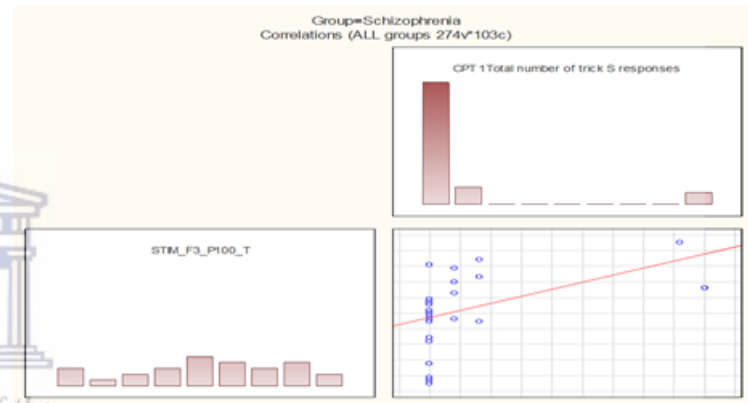 Group=Schizophrenia
Correlations (ALL groups 274v*103c)
CPT 1Total number of trick S responses
STIM_F3_P100_T